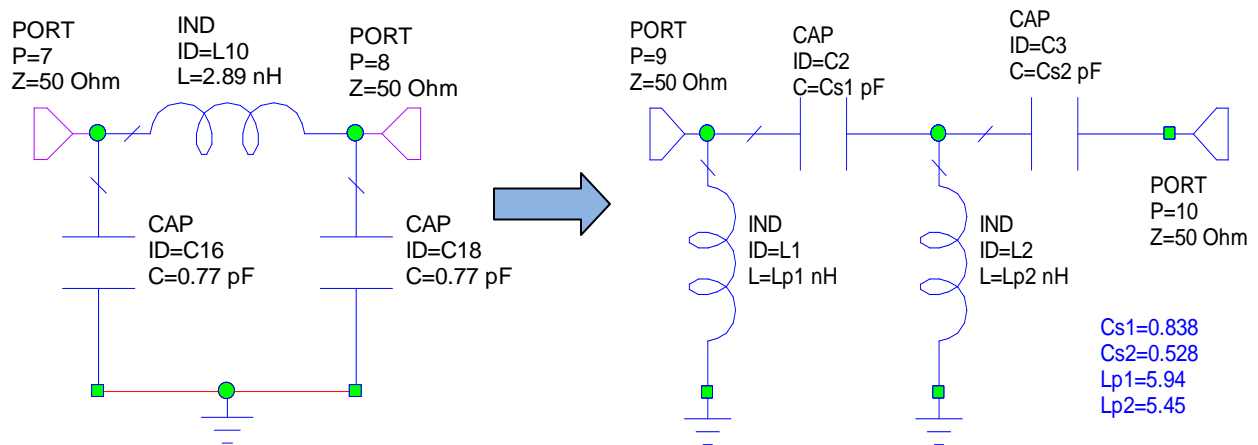 PORT
P=7
Z=50 Ohm
IND
ID=L10
L=2.89 nH
PORT
P=8
Z=50 Ohm
CAP
ID=C16
C=0.77 pF
CAP
ID=C18
C=0.77 pF
PORT
P=9
Z=50 Ohm
CAP
ID=C2
C=Cs1 pF
CAP
ID=C3
C=Cs2 pF
IND
ID=L1
L=Lp1 nH
IND
ID=L2
L=Lp2 nH
PORT
P=10
Z=50 Ohm
Cs1=0.838
Cs2=0.528
Lp1=5.94
Lp2=5.45